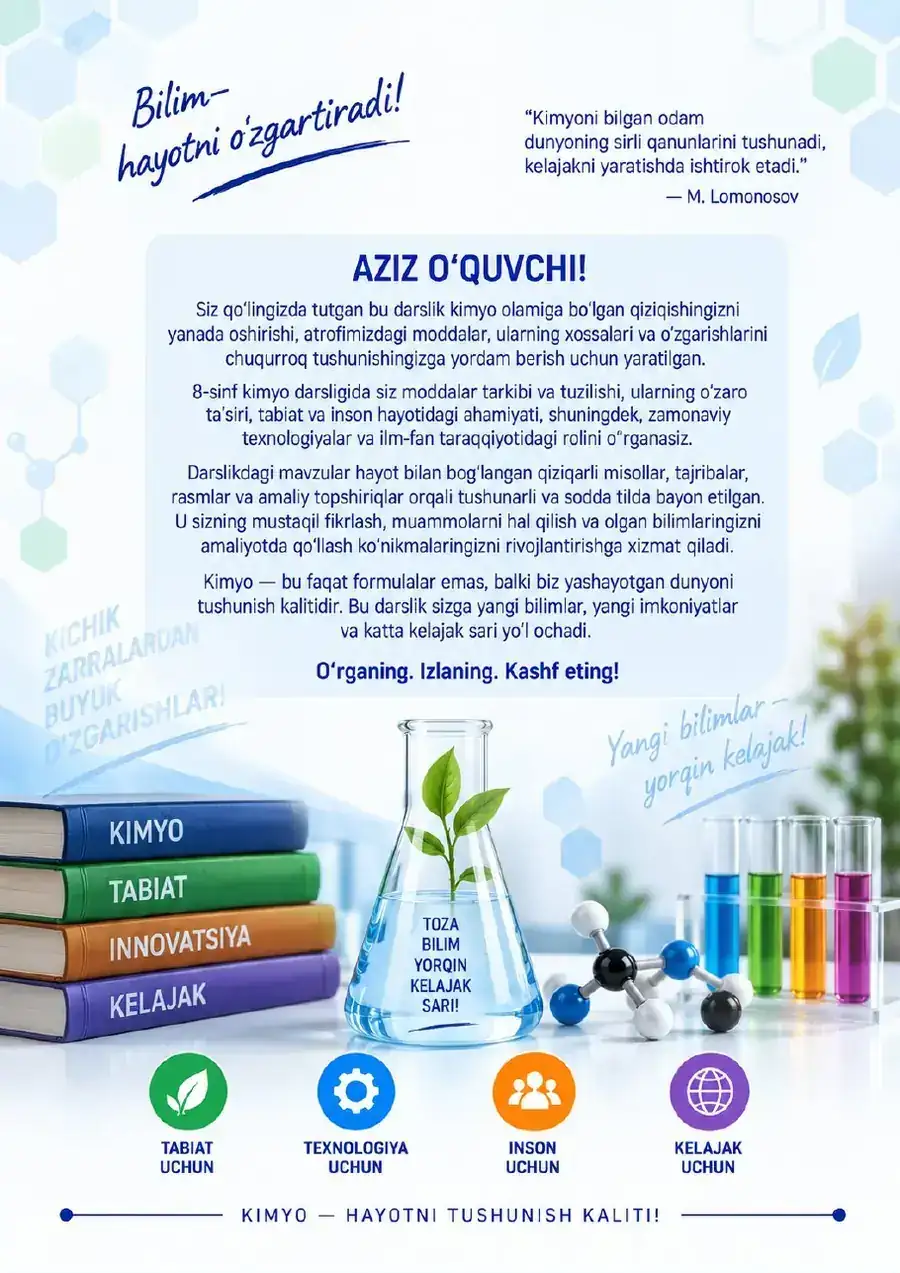 Bilim–
hayotni o‘zgartiradi!
“Kimyoni bilgan odam
dunyoning sirli qanunlarini tushunadi,
kelajakni yaratishda ishtirok etadi.”
— M. Lomonosov
AZIZ O‘QUVCHI!
Siz qo‘lingizda tutgan bu darslik kimyo olamiga bo‘lgan qiziqishingizni
yanada oshirishi, atrofimizdagi moddalar, ularning xossalari va o‘zgarishlarini
chuqurroq tushunishingizga yordam berish uchun yaratilgan.
8-sinf kimyo darsligida siz moddalar tarkibi va tuzilishi, ularning o‘zaro
ta’siri, tabiat va inson hayotidagi ahamiyati, shuningdek, zamonaviy
texnologiyalar va ilm-fan taraqqiyotidagi rolini o‘rganasiz.
Darslikdagi mavzular hayot bilan bog‘langan qiziqarli misollar, tajribalar,
rasmlar va amaliy topshiriqlar orqali tushunarli va sodda tilda bayon etilgan.
U sizning mustaqil fikrlash, muammolarni hal qilish va olgan bilimlaringizni
amaliyotda qo‘llash ko‘nikmalaringizni rivojlantirishga xizmat qiladi.
Kimyo — bu faqat formulalar emas, balki biz yashayotgan dunyoni
tushunish kalitidir. Bu darslik sizga yangi bilimlar, yangi imkoniyatlar
va katta kelajak sari yo‘l ochadi.
O‘rganing. Izlaning. Kashf eting!
KICHIK
ZARRALARDAN
BUYUK
O‘ZGARISHLAR!
Yangi bilimlar –
yorqin kelajak!
KIMYO
TABIAT
INNOVATSIYA
KELAJAK
TOZA
BILIM
YORQIN
KELAJAK
SARI!
TABIAT
UCHUN
TEXNOLOGIYA
UCHUN
INSON
UCHUN
KELAJAK
UCHUN
KIMYO — HAYOTNI TUSHUNISH KALITI!